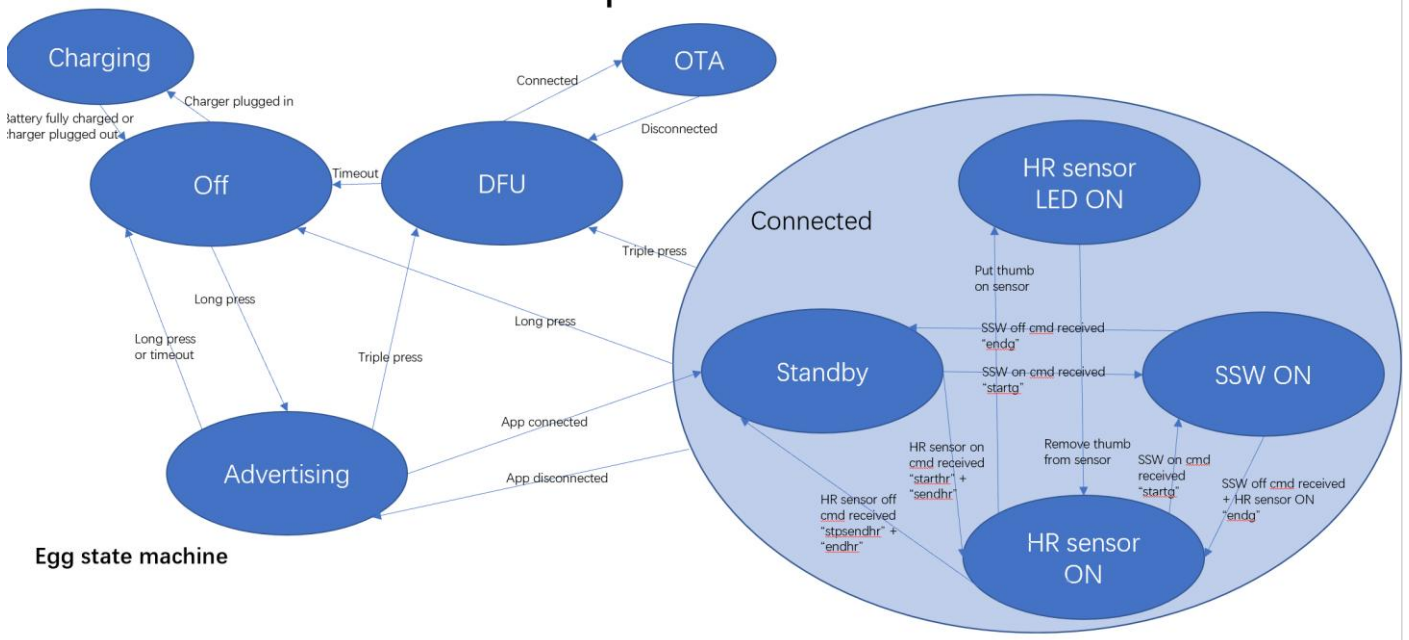 Charging
OTA
Connected
Charger plugged in
Battery fully charged or
charger plugged out
Disconnected
HR sensor
LED ON
Off
Timeout
DFU
Connected
Triple press
Put thumb
on sensor
Long press
Long press
SSW off cmd received
"endg"
Long press
or timeout
Triple press
Standby
SSW on cmd received
"startg"
SSW ON
App connected
Advertising
App disconnected
HR sensor on
cmd received
"starthr" +
"sendhr"
Remove thumb
from sensor
SSW on cmd
received
"startg"
SSW off cmd received
+ HR sensor ON
"endg"
HR sensor off
cmd received
"stpsendhr" +
"endhr"
HR sensor
ON
Egg state machine